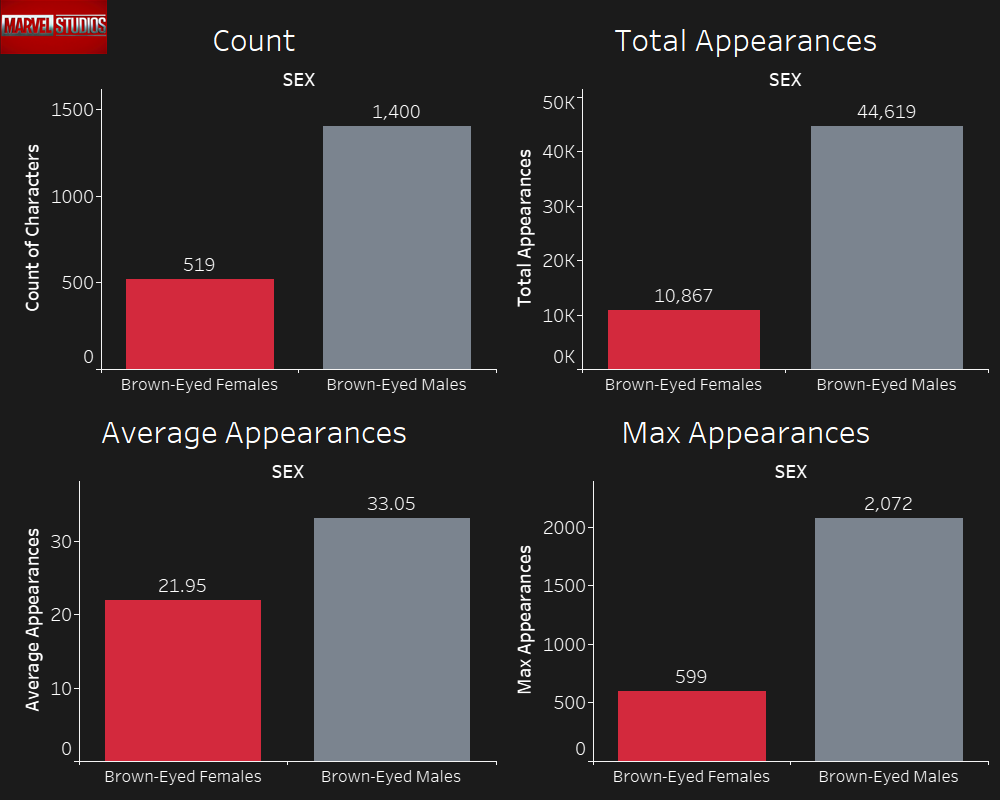 MARVEL STUDIOS
Count
SEX
Count of Characters
1500
1000
500
0
519
1,400
Brown-Eyed Females
Brown-Eyed Males
Total Appearances
SEX
Total Appearances
50K
40K
30K
20K
10K
0K
10,867
44,619
Brown-Eyed Females
Brown-Eyed Males
Average Appearances
SEX
Average Appearances
30
20
10
0
21.95
33.05
Brown-Eyed Females
Brown-Eyed Males
Max Appearances
SEX
Max Appearances
2000
1500
1000
500
0
599
2,072
Brown-Eyed Females
Brown-Eyed Males